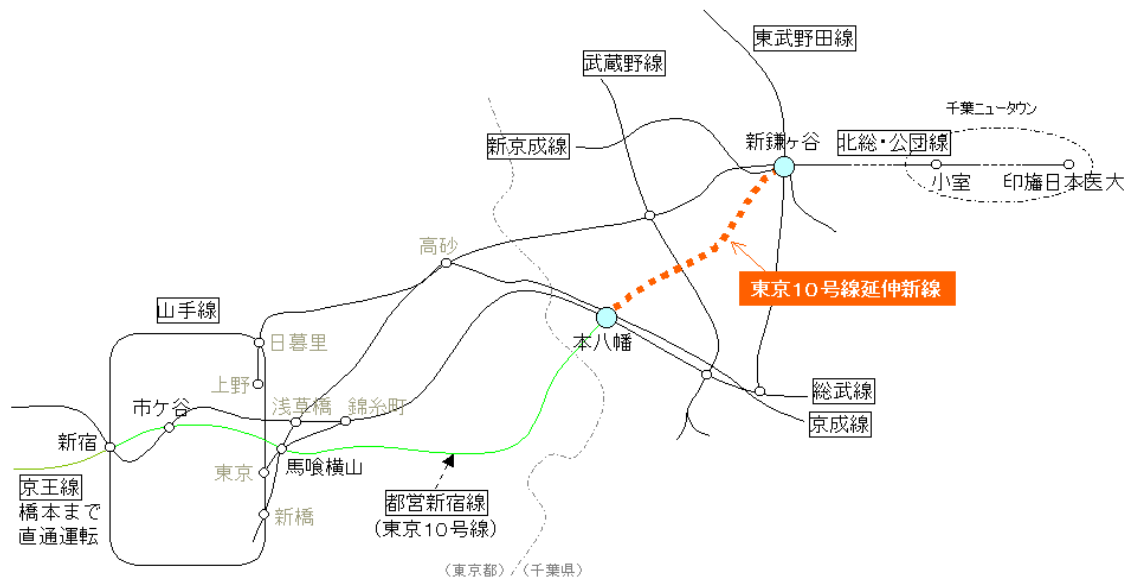 東武野田線
武蔵野線
千葉ニュータウン
新京成線
新鎌ヶ谷
北総・公団線
小室
印旛日本医大
高砂
東京10号線延伸新線
山手線
日暮里
本八幡
上野
市ケ谷
浅草橋
錦糸町
総武線
京成線
新宿
馬喰横山
東京
京王線
橋本まで
直通運転
都営新宿線
(東京10号線)
新橋
(東京都)
(千葉県)